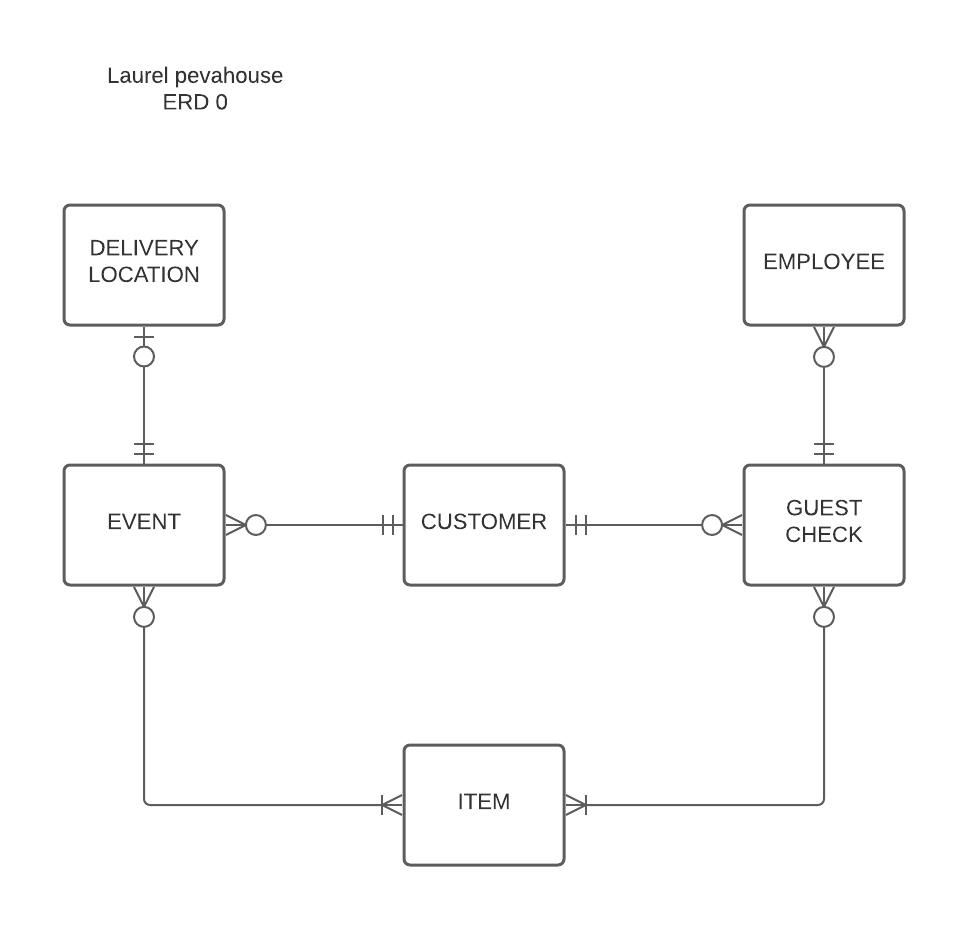 Laurel pevahouse
ERD 0
DELIVERY
LOCATION
EMPLOYEE
EVENT
CUSTOMER
GUEST
CHECK
ITEM